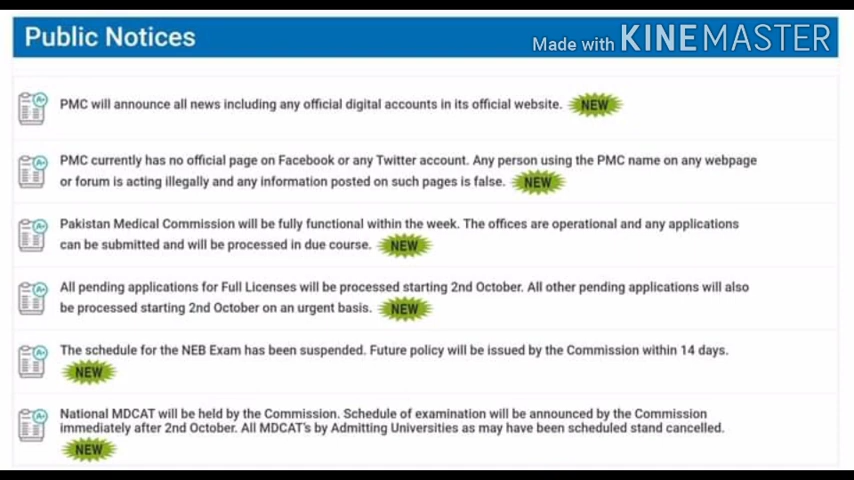 Public Notices
Made with KINEMASTER
PMC will announce all news including any official digital accounts in its official website. NEW
PMC currently has no official page on Facebook or any Twitter account. Any person using the PMC name on any webpage
or forum is acting illegally and any information posted on such pages is false. NEW
Pakistan Medical Commission will be fully functional within the week. The offices are operational and any applications
can be submitted and will be processed in due course. NEW
All pending applications for Full Licenses will be processed starting 2nd October. All other pending applications will also
be processed starting 2nd October on an urgent basis. NEW
The schedule for the NEB Exam has been suspended. Future policy will be issued by the Commission within 14 days.
NEW
National MDCAT will be held by the Commission. Schedule of examination will be announced by the Commission
immediately after 2nd October. All MDCAT's by Admitting Universities as may have been scheduled stand cancelled.
NEW